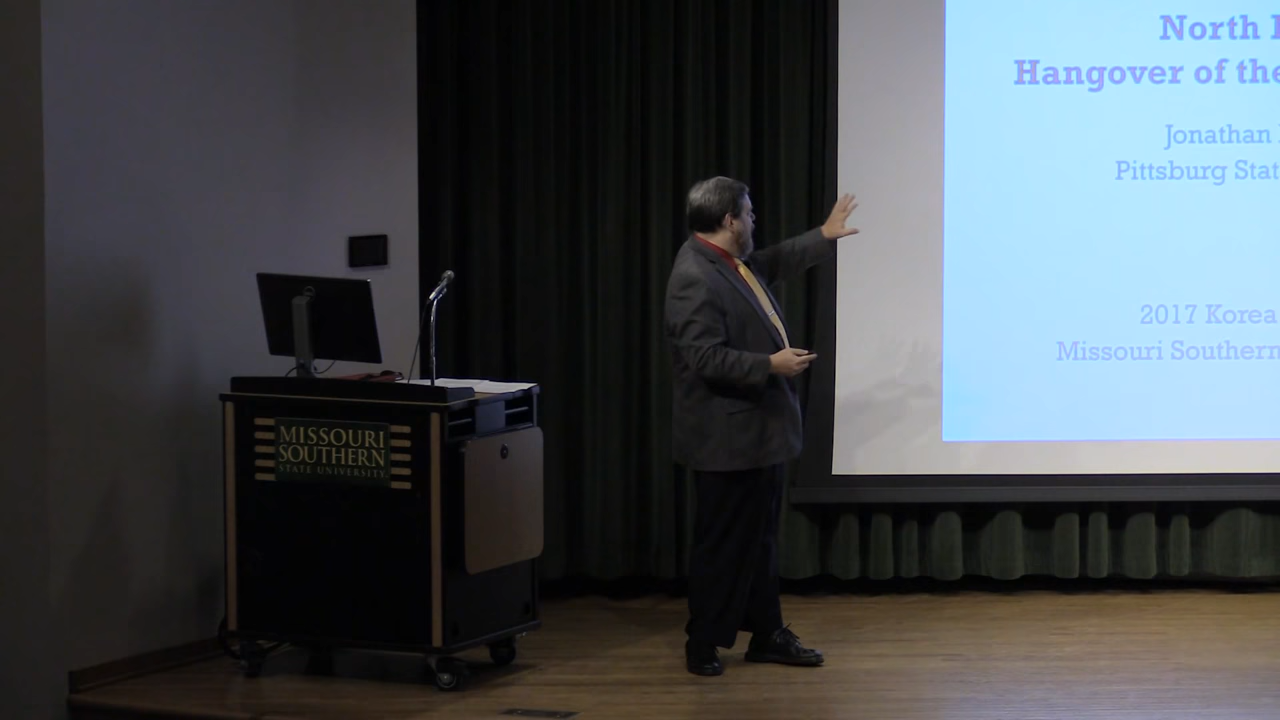 MISSOURI
SOUTHERN
STATE UNIVERSITY
North
Hangover of the
Jonathan
Pittsburg Stat
2017 Korea
Missouri Southern